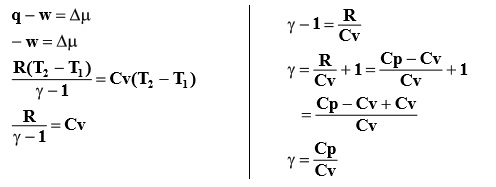 q − w = Δμ
− w = Δμ
R(T₂ − T₁)/γ − 1 = Cv(T₂ − T₁)
R/γ − 1 = Cv
γ − 1 = R/Cv
γ = R/Cv + 1 = Cp − Cv/Cv + 1
= Cp − Cv + Cv/Cv
γ = Cp/Cv